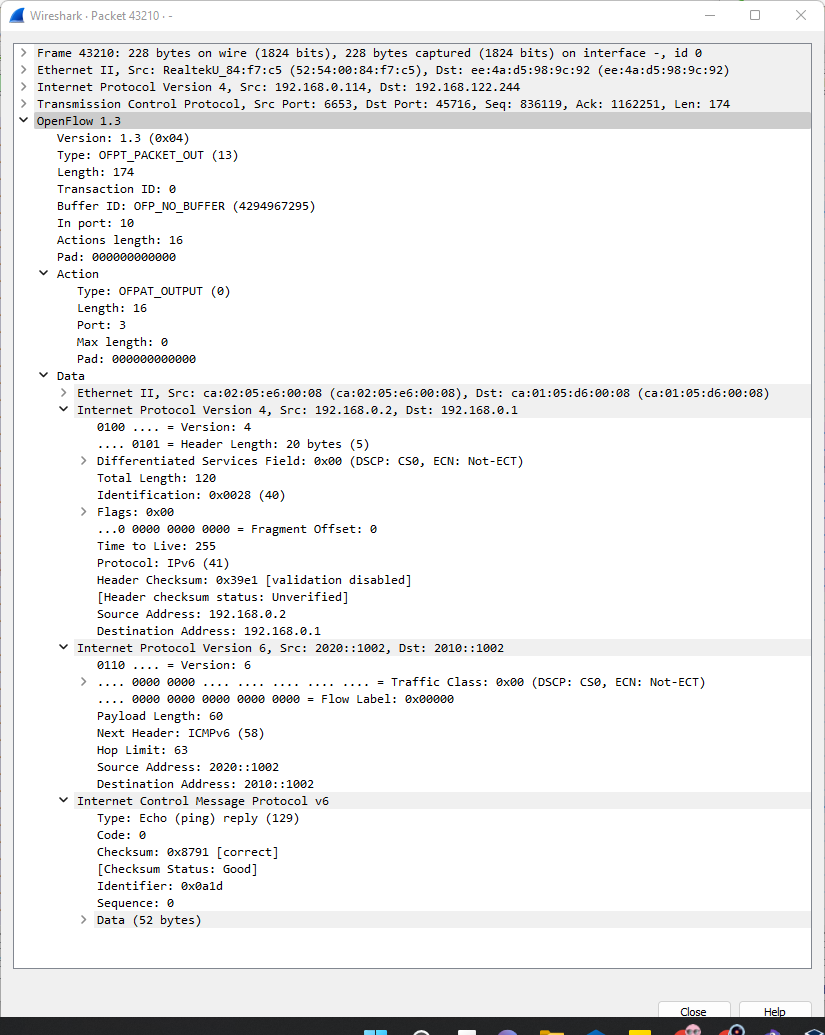 Wireshark · Packet 43210 · -
Frame 43210: 228 bytes on wire (1824 bits), 228 bytes captured (1824 bits) on interface -, id 0
Ethernet II, Src: RealtekU_84:f7:c5 (52:54:00:84:f7:c5), Dst: ee:4a:d5:98:9c:92 (ee:4a:d5:98:9c:92)
Internet Protocol Version 4, Src: 192.168.0.114, Dst: 192.168.122.244
Transmission Control Protocol, Src Port: 6653, Dst Port: 45716, Seq: 836119, Ack: 1162251, Len: 174
OpenFlow 1.3
Version: 1.3 (0x04)
Type: OFPT_PACKET_OUT (13)
Length: 174
Transaction ID: 0
Buffer ID: OFP_NO_BUFFER (4294967295)
In port: 10
Actions length: 16
Pad: 000000000000
Action
Type: OFPAT_OUTPUT (0)
Length: 16
Port: 3
Max length: 0
Pad: 000000000000
Data
Ethernet II, Src: ca:02:05:e6:00:08 (ca:02:05:e6:00:08), Dst: ca:01:05:d6:00:08 (ca:01:05:d6:00:08)
Internet Protocol Version 4, Src: 192.168.0.2, Dst: 192.168.0.1
0100 .... = Version: 4
.... 0101 = Header Length: 20 bytes (5)
Differentiated Services Field: 0x00 (DSCP: CS0, ECN: Not-ECT)
Total Length: 120
Identification: 0x0028 (40)
Flags: 0x00
...0 0000 0000 0000 = Fragment Offset: 0
Time to Live: 255
Protocol: IPv6 (41)
Header Checksum: 0x39e1 [validation disabled]
[Header checksum status: Unverified]
Source Address: 192.168.0.2
Destination Address: 192.168.0.1
Internet Protocol Version 6, Src: 2020::1002, Dst: 2010::1002
0110 .... = Version: 6
.... 0000 0000 .... .... .... .... .... = Traffic Class: 0x00 (DSCP: CS0, ECN: Not-ECT)
.... 0000 0000 0000 0000 0000 = Flow Label: 0x00000
Payload Length: 60
Next Header: ICMPv6 (58)
Hop Limit: 63
Source Address: 2020::1002
Destination Address: 2010::1002
Internet Control Message Protocol v6
Type: Echo (ping) reply (129)
Code: 0
Checksum: 0x8791 [correct]
[Checksum Status: Good]
Identifier: 0x0a1d
Sequence: 0
Data (52 bytes)
Close
Help